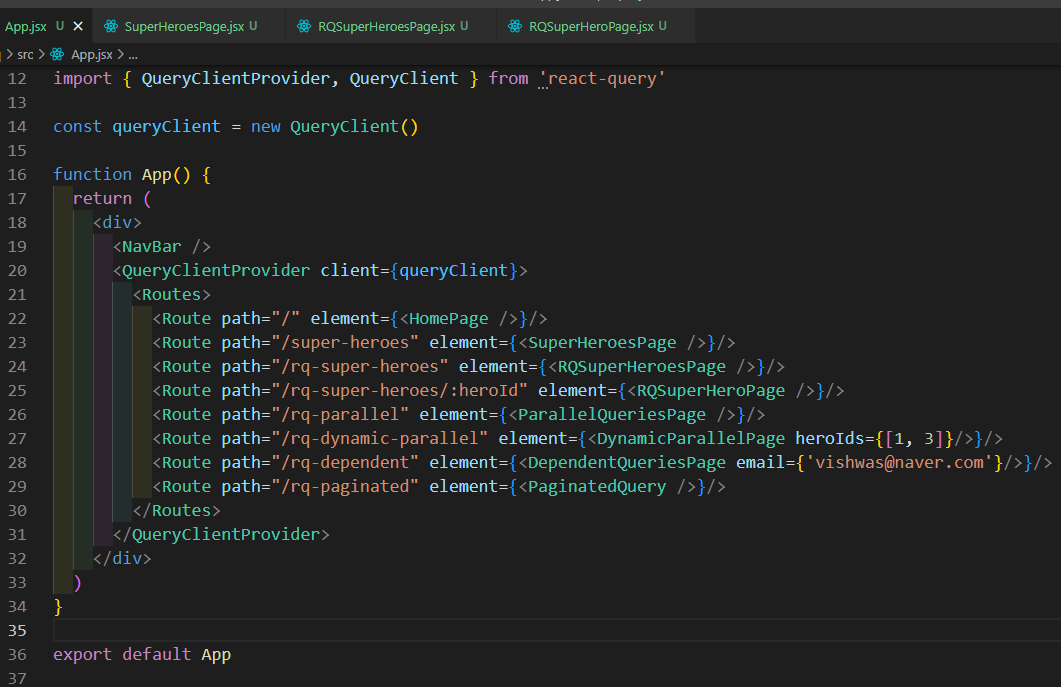 App.jsx U × SuperHeroesPage.jsx U RQSuperHeroesPage.jsx U RQSuperHeroPage.jsx U
> src > App.jsx > ...
12 import { QueryClientProvider, QueryClient } from 'react-query'
13
14 const queryClient = new QueryClient()
15
16 function App() {
17   return (
18     <div>
19       <NavBar />
20       <QueryClientProvider client={queryClient}>
21         <Routes>
22           <Route path="/" element={<HomePage />}/>
23           <Route path="/super-heroes" element={<SuperHeroesPage />}/>
24           <Route path="/rq-super-heroes" element={<RQSuperHeroesPage />}/>
25           <Route path="/rq-super-heroes/:heroId" element={<RQSuperHeroPage />}/>
26           <Route path="/rq-parallel" element={<ParallelQueriesPage />}/>
27           <Route path="/rq-dynamic-parallel" element={<DynamicParallelPage heroIds={[1, 3]}/>}/>
28           <Route path="/rq-dependent" element={<DependentQueriesPage email={'vishwas@naver.com'}/>}/>
29           <Route path="/rq-paginated" element={<PaginatedQuery />}/>
30         </Routes>
31       </QueryClientProvider>
32     </div>
33   )
34 }
35
36 export default App
37